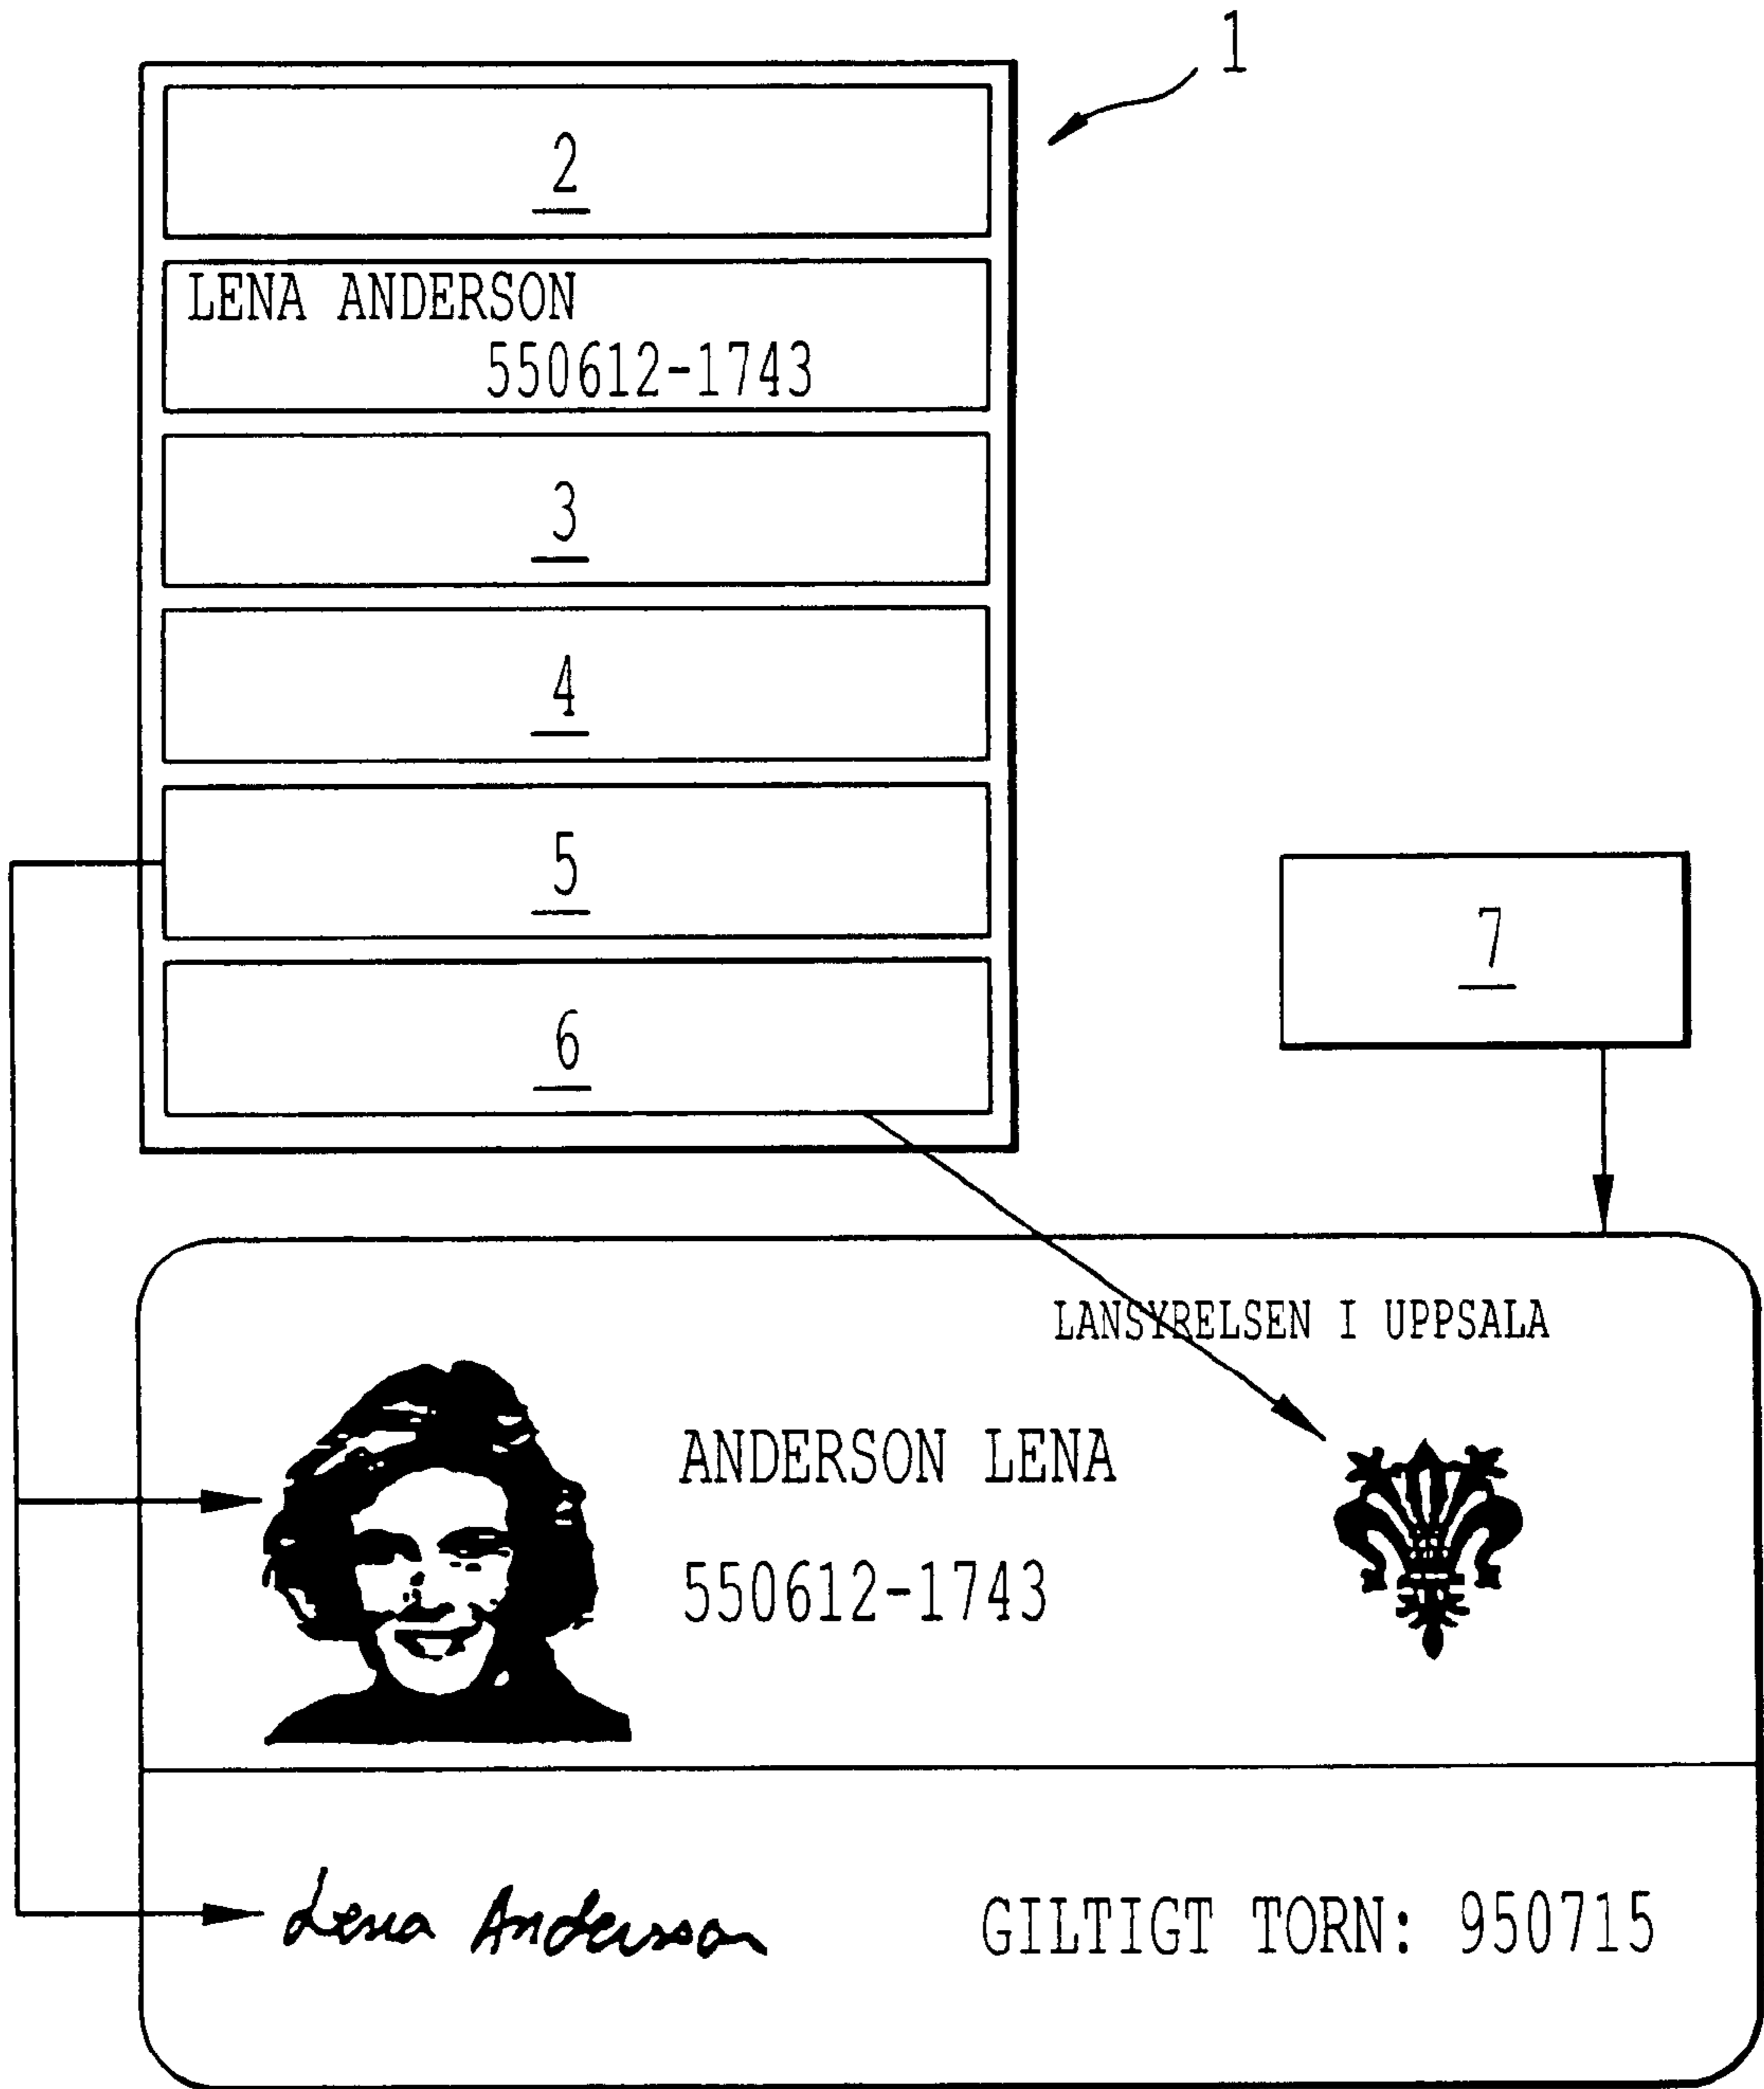 1
2
LENA ANDERSON
550612-1743
3
4
5
7
6
LANSYRELSEN I UPPSALA
ANDERSON LENA
550612-1743
Lena Anderson
GILTIGT TORN: 950715